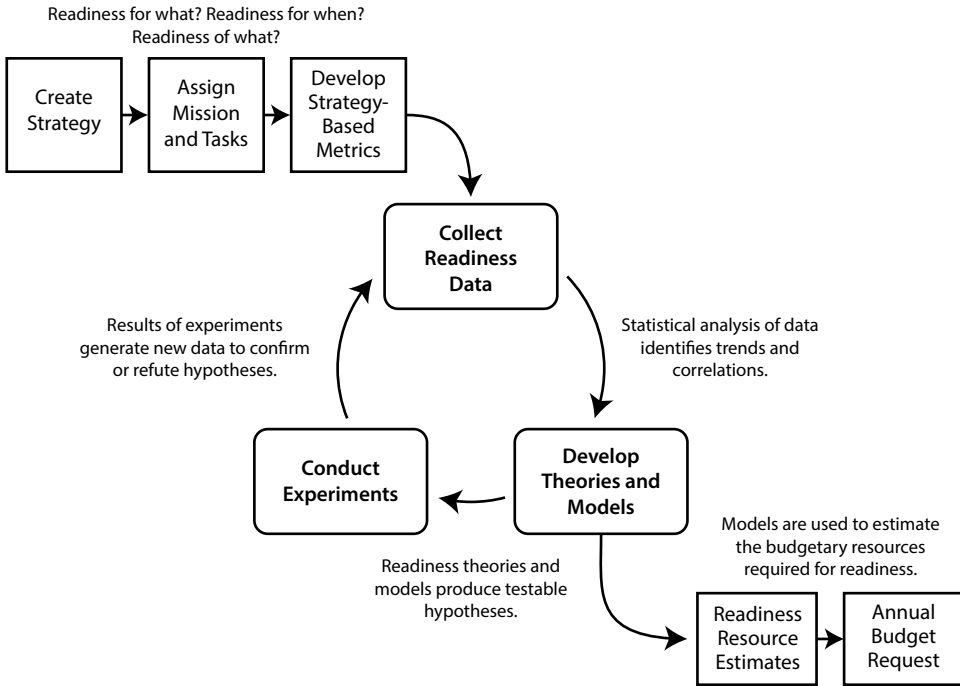 Readiness for what? Readiness for when?
Readiness of what?
Create
Strategy
Assign
Mission
and Tasks
Develop
Strategy-
Based
Metrics
Collect
Readiness
Data
Statistical analysis of data
identifies trends and
correlations.
Develop
Theories and
Models
Readiness theories and
models produce testable
hypotheses.
Conduct
Experiments
Results of experiments
generate new data to confirm
or refute hypotheses.
Models are used to estimate
the budgetary resources
required for readiness.
Readiness
Resource
Estimates
Annual
Budget
Request